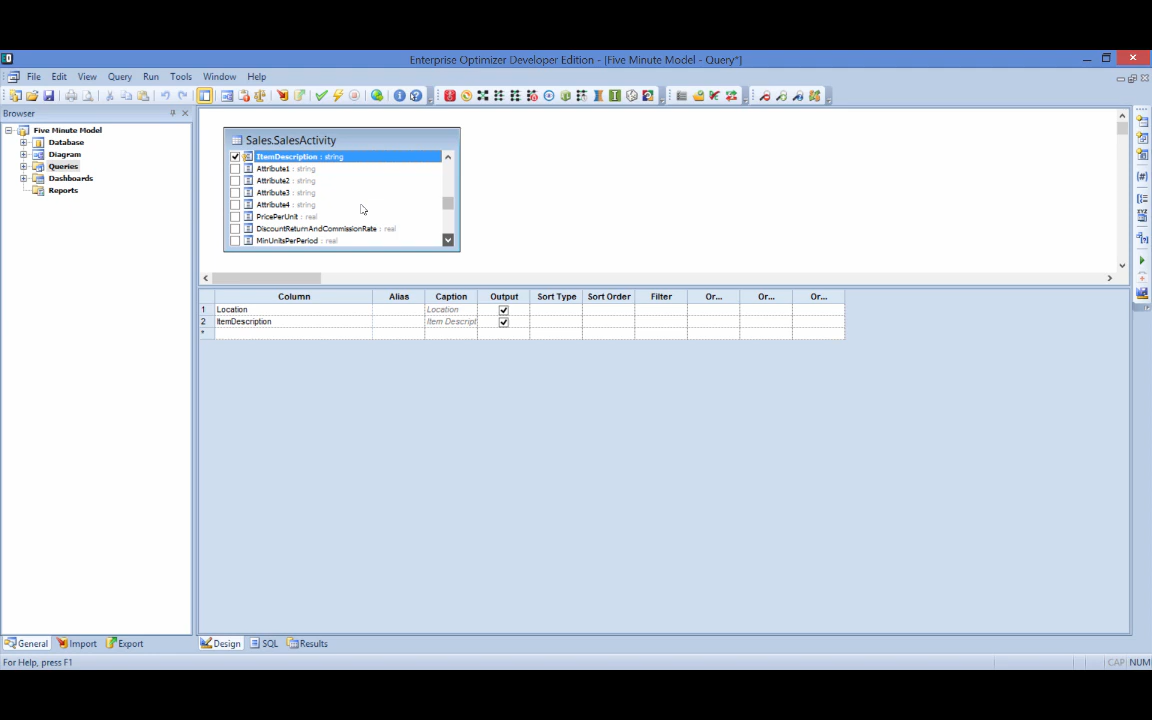 Enterprise Optimizer Developer Edition - [Five Minute Model - Query*]
File Edit View Query Run Tools Window Help
Browser
Five Minute Model
Database
Diagram
Queries
Dashboards
Reports
Sales.SalesActivity
ItemDescription : string
Attribute1 : string
Attribute2 : string
Attribute3 : string
Attribute4 : string
PricePerUnit : real
DiscountReturnAndCommissionRate : real
MinUnitsPerPeriod : real
Column Alias Caption Output Sort Type Sort Order Filter Or... Or... Or...
1 Location Location
2 ItemDescription Item Descript
*
General Import Export
Design SQL Results
For Help, press F1
CAP NUM